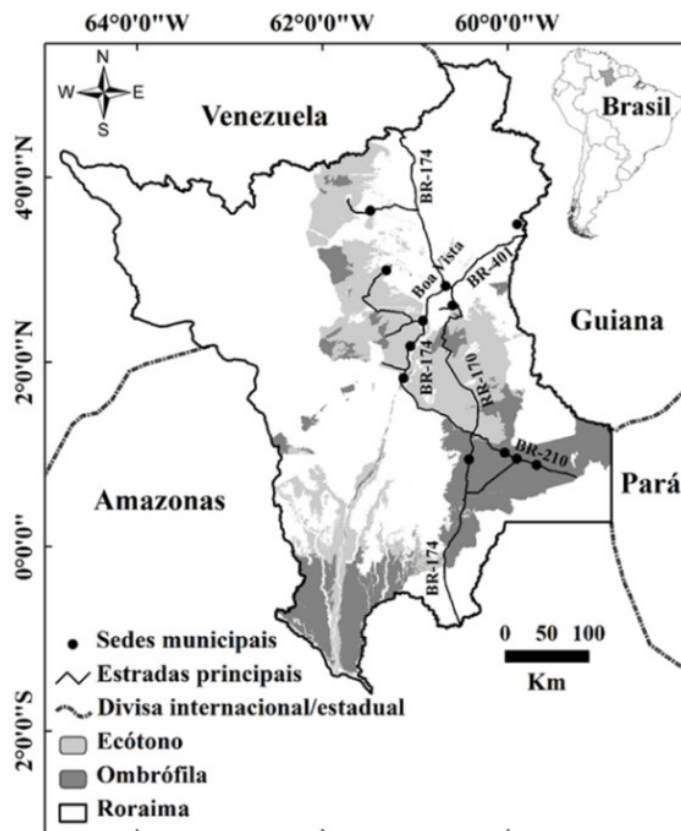 64°0'0"W 62°0'0"W 60°0'0"W
N
W E
S
Venezuela
Brasil
4°0'0"N
BR-174
Boa Vista
BR-401
Guiana
2°0'0"N
BR-174
RR-170
BR-210
Amazonas
Pará
0°0'0"
BR-174
Sedes municipais
0 50 100
Estradas principais
Km
Divisa internacional/estadual
Ecótono
2°0'0"S
Ombrófila
Roraima